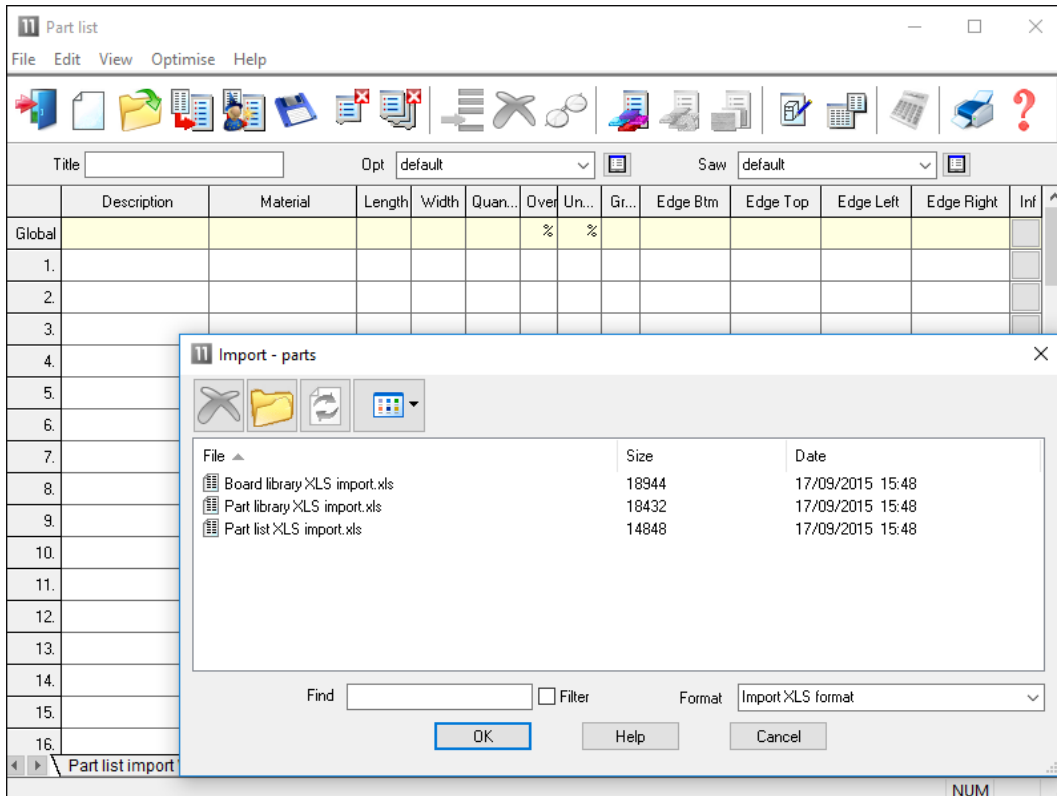 11 Part list
File Edit View Optimise Help
Title Opt default Saw default
Description Material Length Width Quan... Over Un... Gr... Edge Btm Edge Top Edge Left Edge Right Inf
Global % %
1.
2.
3.
4.
5.
6.
7.
8.
9.
10.
11.
12.
13.
14.
15.
16.
11 Import - parts
File Size Date
Board library XLS import.xls 18944 17/09/2015 15:48
Part library XLS import.xls 18432 17/09/2015 15:48
Part list XLS import.xls 14848 17/09/2015 15:48
Find Filter Format Import XLS format
OK Help Cancel
Part list import
NUM